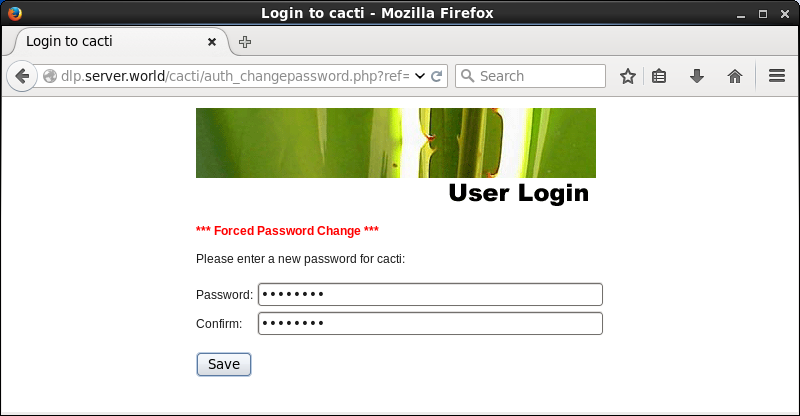 Login to cacti - Mozilla Firefox
Login to cacti
dlp.server.world/cacti/auth_changepassword.php?ref=
Search
User Login
*** Forced Password Change ***
Please enter a new password for cacti:
Password: ••••••••
Confirm: ••••••••
Save